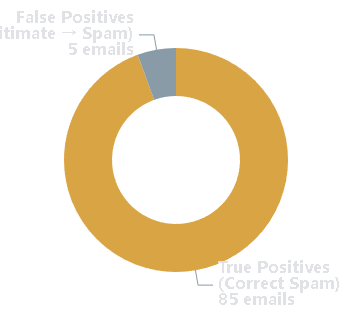 False Positives
itimate → Spam)
5 emails
True Positives
(Correct Spam)
85 emails